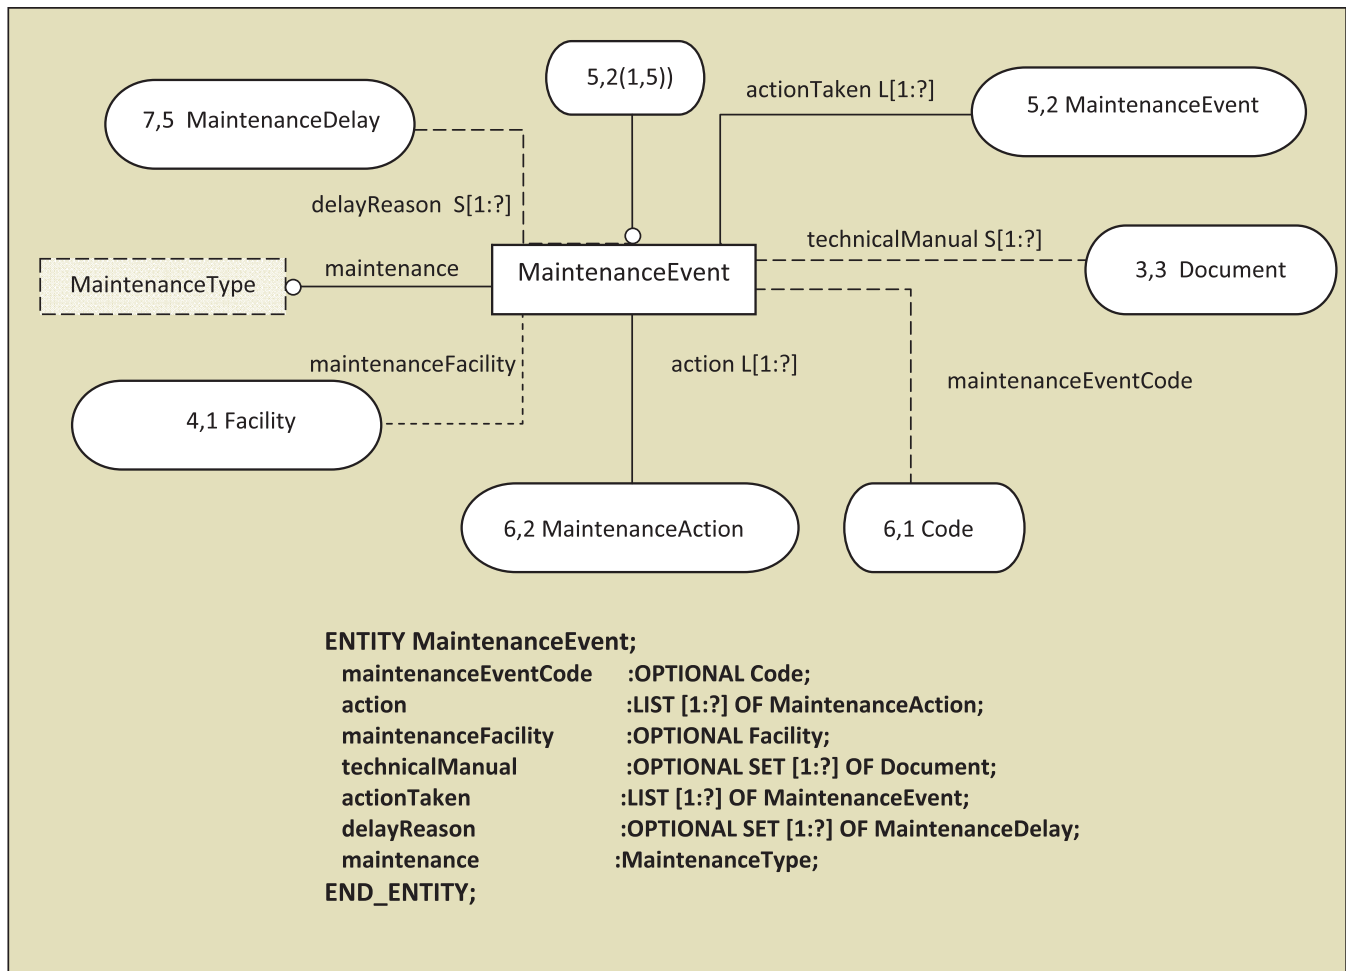 5,2(1,5))
actionTaken L[1:?]
5,2 MaintenanceEvent
7,5 MaintenanceDelay
delayReason S[1:?]
technicalManual S[1:?]
MaintenanceType
maintenance
MaintenanceEvent
3,3 Document
maintenanceFacility
action L[1:?]
maintenanceEventCode
4,1 Facility
6,2 MaintenanceAction
6,1 Code
ENTITY MaintenanceEvent;
maintenanceEventCode :OPTIONAL Code;
action :LIST [1:?] OF MaintenanceAction;
maintenanceFacility :OPTIONAL Facility;
technicalManual :OPTIONAL SET [1:?] OF Document;
actionTaken :LIST [1:?] OF MaintenanceEvent;
delayReason :OPTIONAL SET [1:?] OF MaintenanceDelay;
maintenance :MaintenanceType;
END_ENTITY;